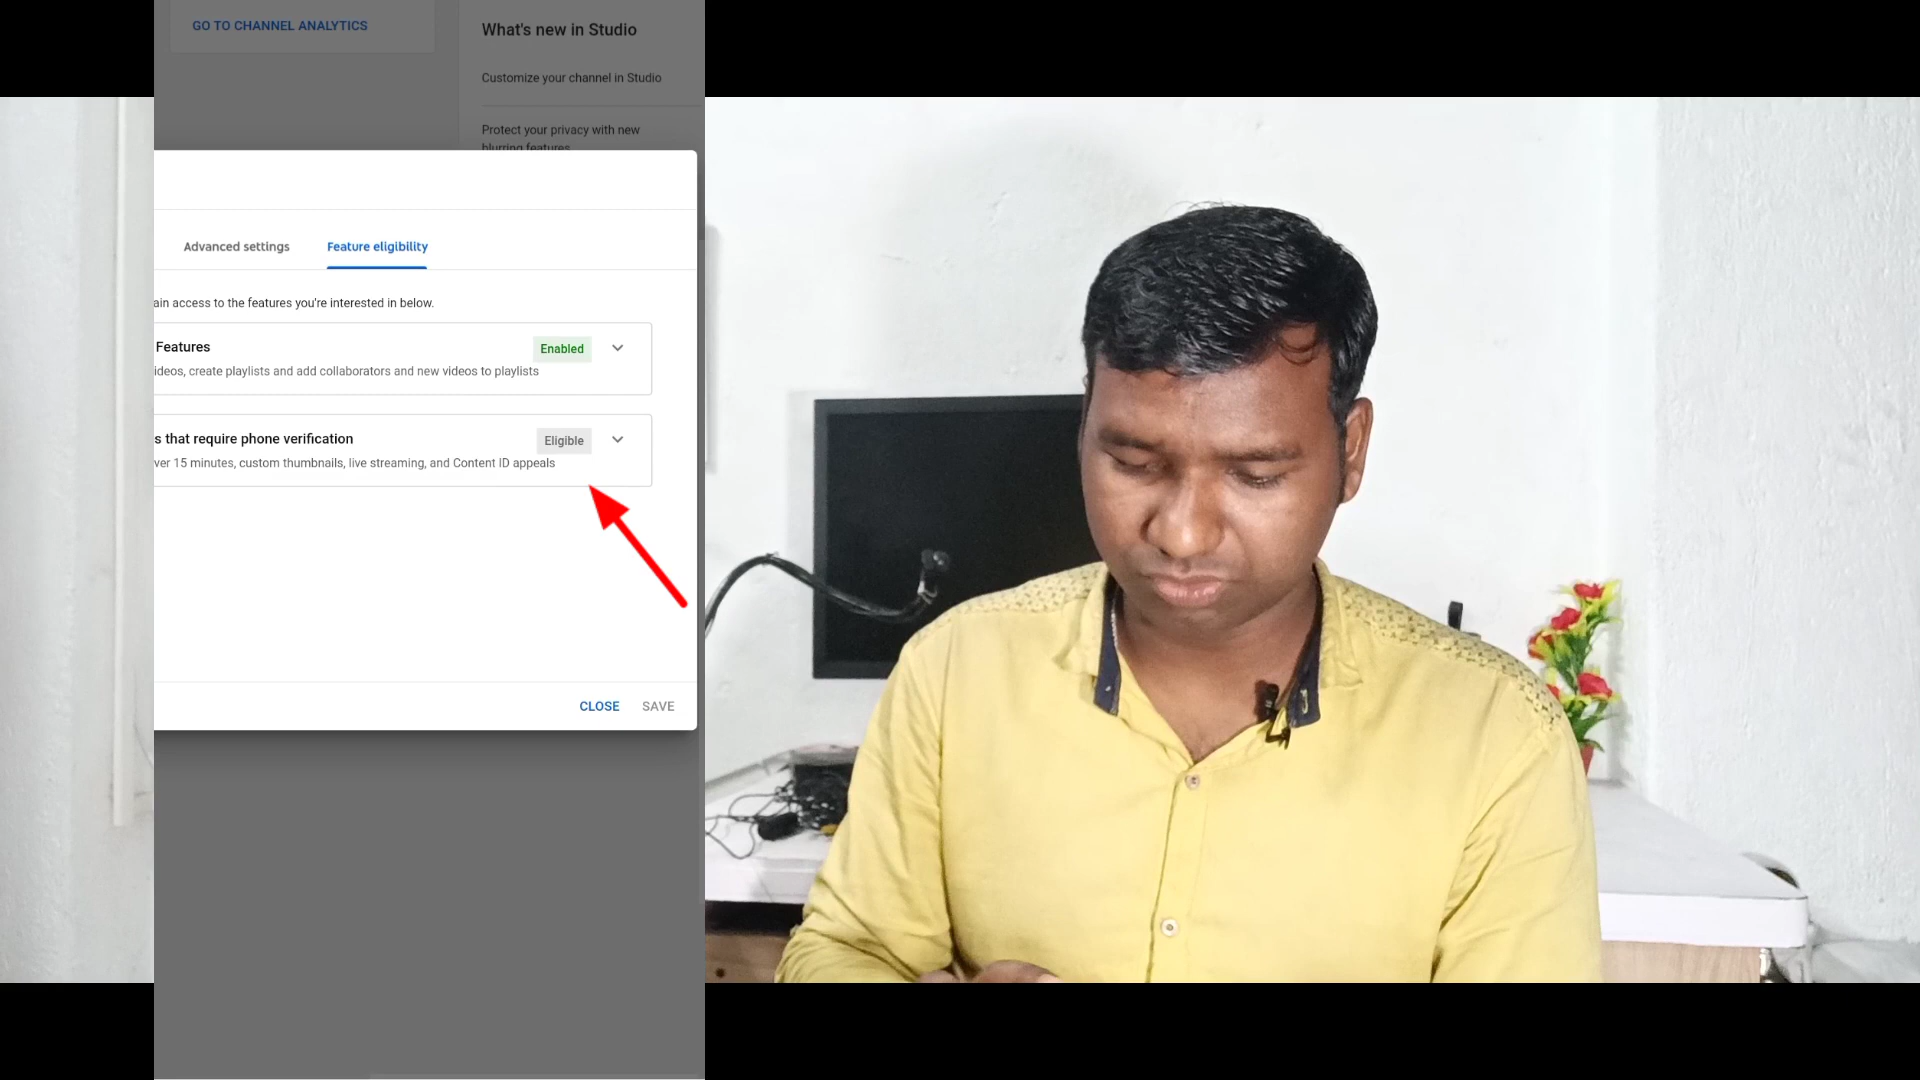 GO TO CHANNEL ANALYTICS
What's new in Studio
Customize your channel in Studio
Protect your privacy with new
blurring features
Advanced settings
Feature eligibility
ain access to the features you're interested in below.
Features
Enabled
ideos, create playlists and add collaborators and new videos to playlists
s that require phone verification
Eligible
ver 15 minutes, custom thumbnails, live streaming, and Content ID appeals
CLOSE
SAVE